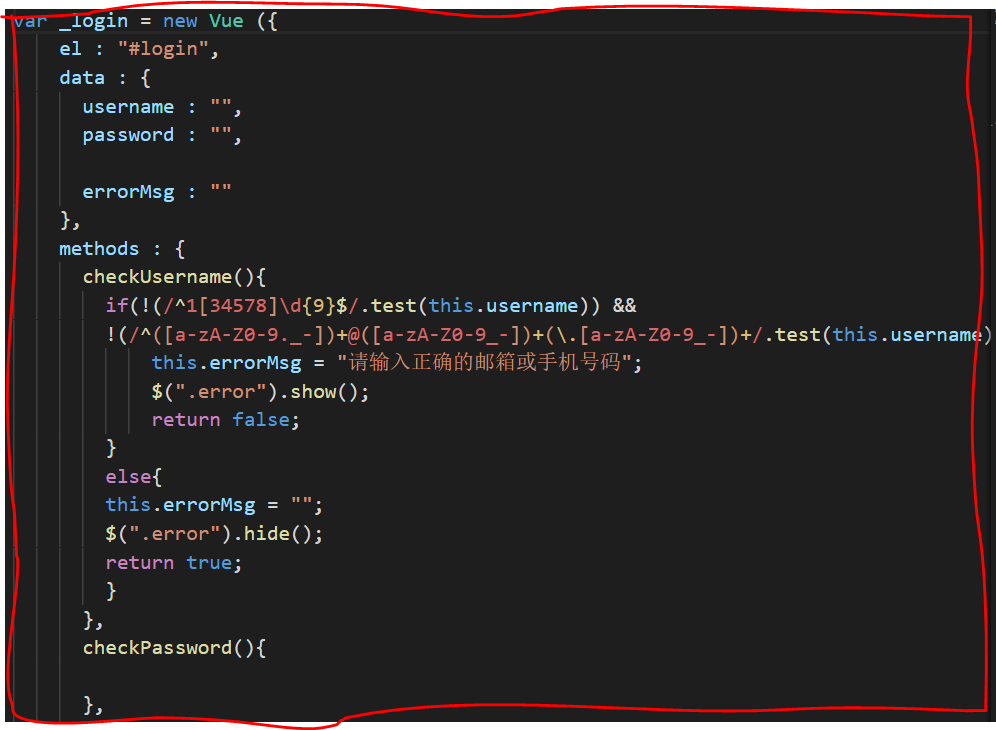 var _login = new Vue ({
el : "#login",
data : {
username : "",
password : "",
errorMsg : ""
},
methods : {
checkUsername(){
if(!(/^1[34578]\d{9}$/.test(this.username)) &&
!(/^([a-zA-Z0-9._-])+@([a-zA-Z0-9_-])+(\.[a-zA-Z0-9_-])+/.test(this.username)
this.errorMsg = "请输入正确的邮箱或手机号码";
$(".error").show();
return false;
}
else{
this.errorMsg = "";
$(".error").hide();
return true;
}
},
checkPassword(){
},